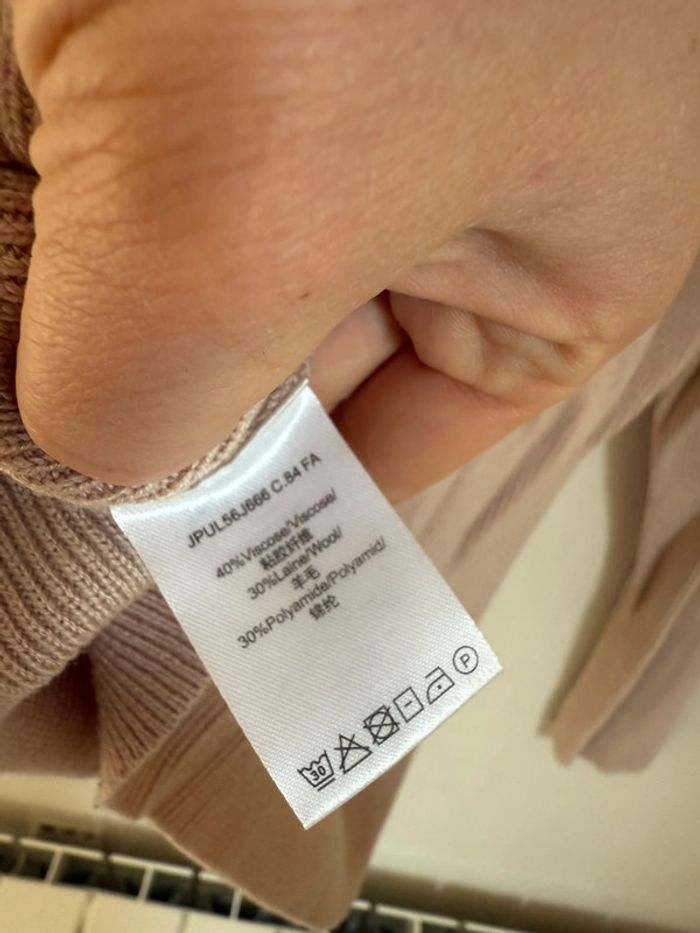 JPUL56J666 C.84 FA
40%Viscose/Viscose/
粘胶纤维
30%Laine/Wool/
羊毛
30%Polyamide/Polyamid/
锦纶
30 P